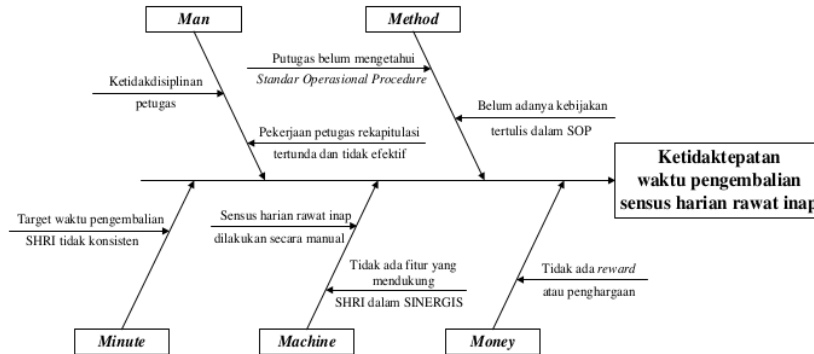 Man
Method
Putugas belum mengetahui
Standar Operasional Procedure
Ketidakdisiplinan
petugas
Belum adanya kebijakan
tertulis dalam SOP
Pekerjaan petugas rekapitulasi
tertunda dan tidak efektif
Ketidaktepatan
waktu pengembalian
sensus harian rawat inap
Target waktu pengembalian
SHRI tidak konsisten
Sensus harian rawat inap
dilakukan secara manual
Tidak ada fitur yang
mendukung
SHRI dalam SINERGIS
Tidak ada reward
atau penghargaan
Minute
Machine
Money